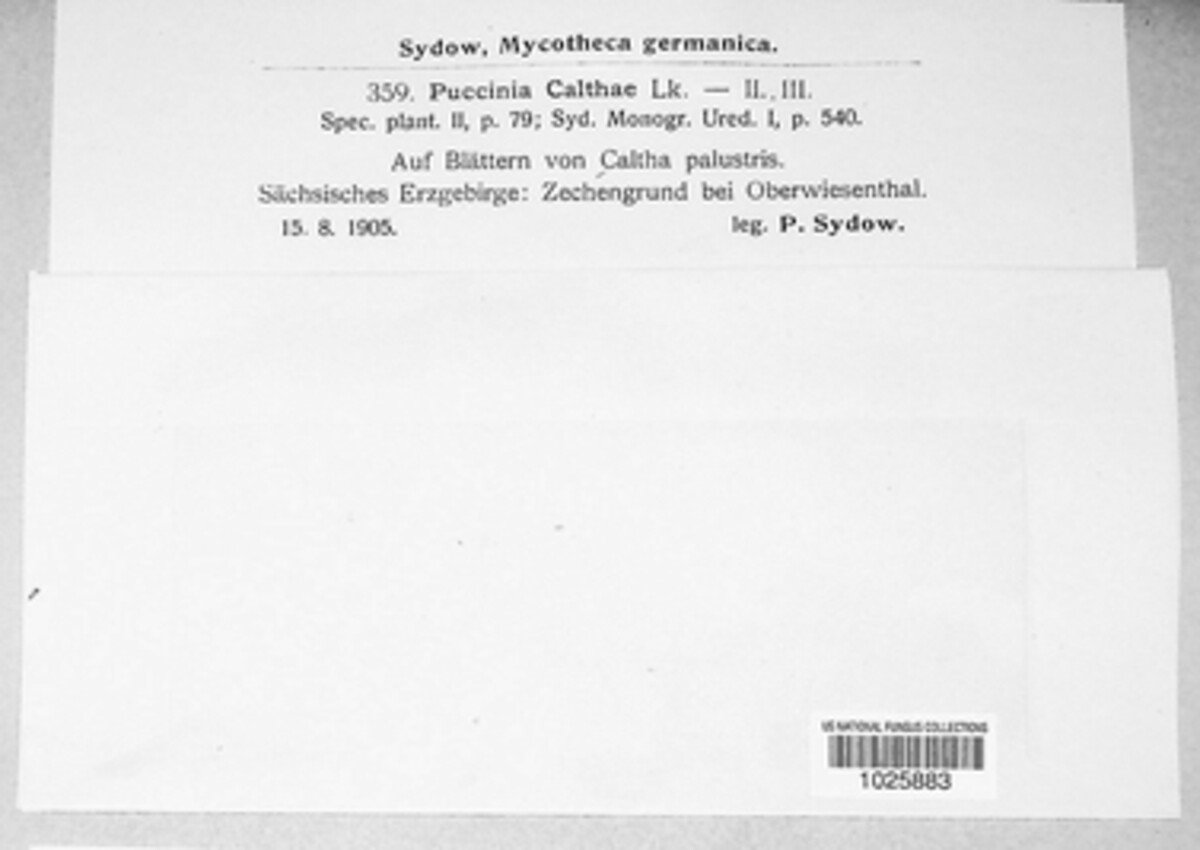 Sydow, Mycotheca germanica.
359. Puccinia Calthae Lk. — II., III.
Spec. plant. II, p. 79; Syd. Monogr. Ured. I, p. 540.
Auf Blättern von Caltha palustris.
Sächsisches Erzgebirge: Zechengrund bei Oberwiesenthal.
15. 8. 1905. leg. P. Sydow.
US NATIONAL FUNGUS COLLECTIONS
1025883